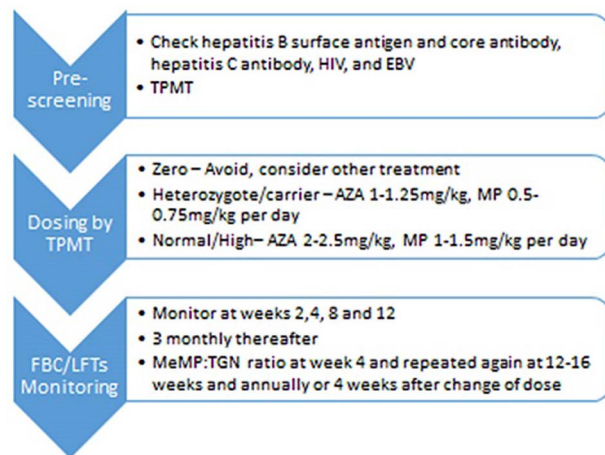 Pre-
screening
• Check hepatitis B surface antigen and core antibody,
hepatitis C antibody, HIV, and EBV
• TPMT
Dosing by
TPMT
• Zero – Avoid, consider other treatment
• Heterozygote/carrier – AZA 1-1.25mg/kg, MP 0.5-
0.75mg/kg per day
• Normal/High– AZA 2-2.5mg/kg, MP 1-1.5mg/kg per day
FBC/LFTs
Monitoring
• Monitor at weeks 2,4, 8 and 12
• 3 monthly thereafter
• MeMP:TGN ratio at week 4 and repeated again at 12-16
weeks and annually or 4 weeks after change of dose